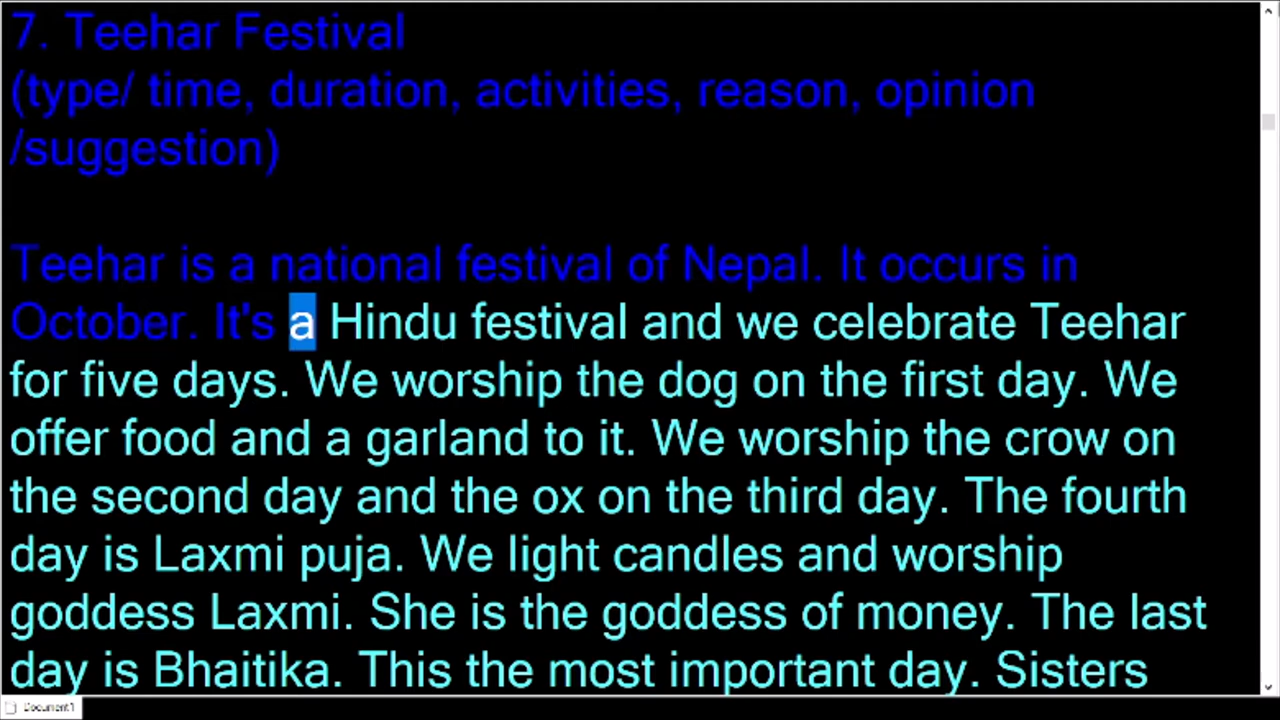 7. Teehar Festival
(type/ time, duration, activities, reason, opinion
/suggestion)
Teehar is a national festival of Nepal. It occurs in
October. It's a Hindu festival and we celebrate Teehar
for five days. We worship the dog on the first day. We
offer food and a garland to it. We worship the crow on
the second day and the ox on the third day. The fourth
day is Laxmi puja. We light candles and worship
goddess Laxmi. She is the goddess of money. The last
day is Bhaitika. This the most important day. Sisters
Document1